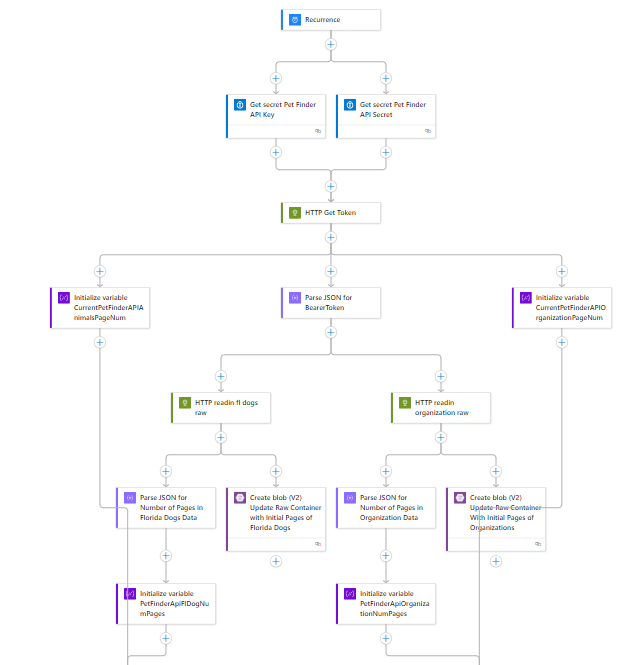 Recurrence
Get secret Pet Finder
API Key
Get secret Pet Finder
API Secret
HTTP Get Token
Initialize variable
CurrentPetFinderAPIA
nimalsPageNum
Parse JSON for
BearerToken
Initialize variable
CurrentPetFinderAPIO
rganizationPageNum
HTTP readin fl dogs
raw
HTTP readin
organization raw
Parse JSON for
Number of Pages in
Florida Dogs Data
Create blob (V2)
Update Raw Container
with Initial Pages of
Florida Dogs
Parse JSON for
Number of Pages in
Organization Data
Create blob (V2)
Update Raw Container
With Initial Pages of
Organizations
Initialize variable
PetFinderApiFlDogNu
mPages
Initialize variable
PetFinderApiOrganiza
tionNumPages